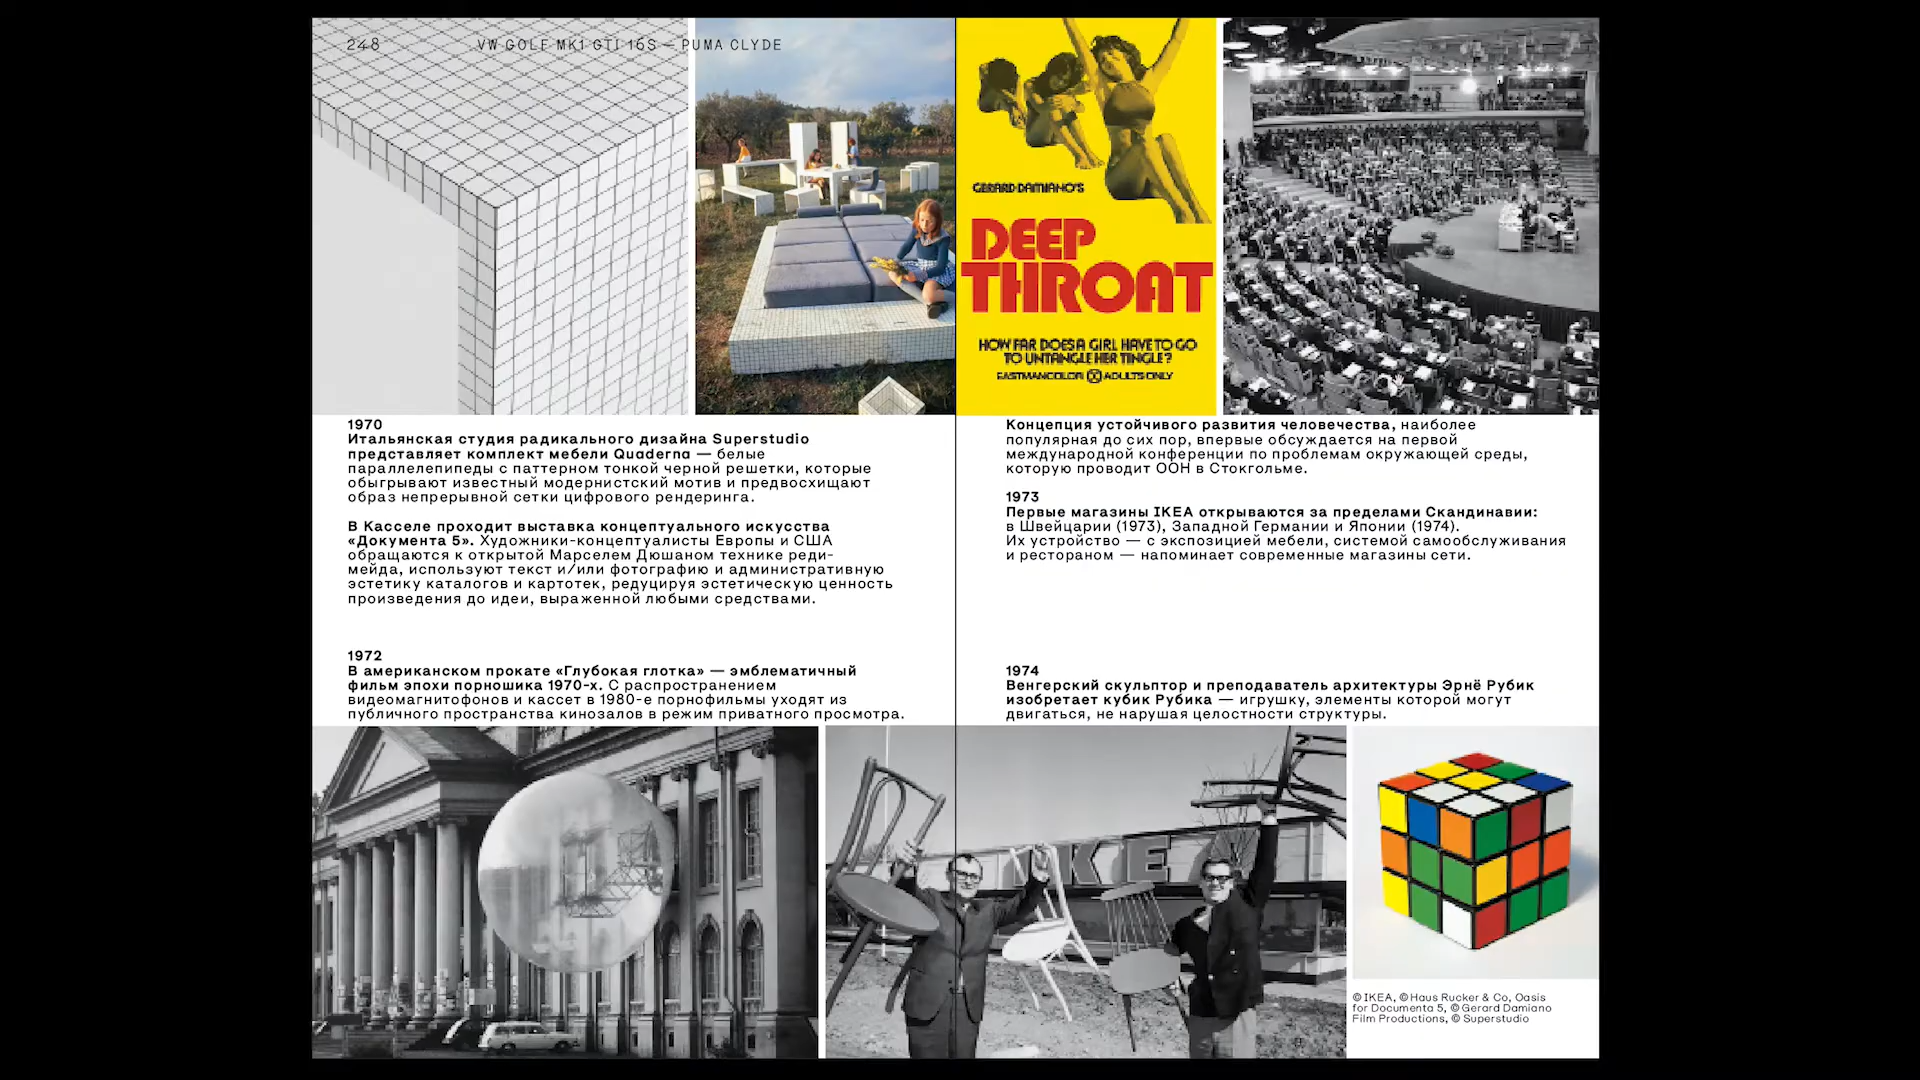 248
VW GOLF MK1 GTI 16S — PUMA CLYDE
GERARD DAMIANO'S
DEEP
THROAT
HOW FAR DOES A GIRL HAVE TO GO
TO UNTANGLE HER TINGLE?
EASTMANCOLOR X ADULTS ONLY
1970
Итальянская студия радикального дизайна Superstudio
представляет комплект мебели Quaderna — белые
параллелепипеды с паттерном тонкой черной решетки, которые
обыгрывают известный модернистский мотив и предвосхищают
образ непрерывной сетки цифрового рендеринга.
В Касселе проходит выставка концептуального искусства
«Документа 5». Художники-концептуалисты Европы и США
обращаются к открытой Марселем Дюшаном технике реди-
мейда, используют текст и/или фотографию и административную
эстетику каталогов и картотек, редуцируя эстетическую ценность
произведения до идеи, выраженной любыми средствами.
1972
В американском прокате «Глубокая глотка» — эмблематичный
фильм эпохи порношика 1970-х. С распространением
видеомагнитофонов и кассет в 1980-е порнофильмы уходят из
публичного пространства кинозалов в режим приватного просмотра.
Концепция устойчивого развития человечества, наиболее
популярная до сих пор, впервые обсуждается на первой
международной конференции по проблемам окружающей среды,
которую проводит ООН в Стокгольме.
1973
Первые магазины IKEA открываются за пределами Скандинавии:
в Швейцарии (1973), Западной Германии и Японии (1974).
Их устройство — с экспозицией мебели, системой самообслуживания
и рестораном — напоминает современные магазины сети.
1974
Венгерский скульптор и преподаватель архитектуры Эрнё Рубик
изобретает кубик Рубика — игрушку, элементы которой могут
двигаться, не нарушая целостности структуры.
IKEA
© IKEA, © Haus Rucker & Co, Oasis
for Documenta 5, © Gerard Damiano
Film Productions, © Superstudio